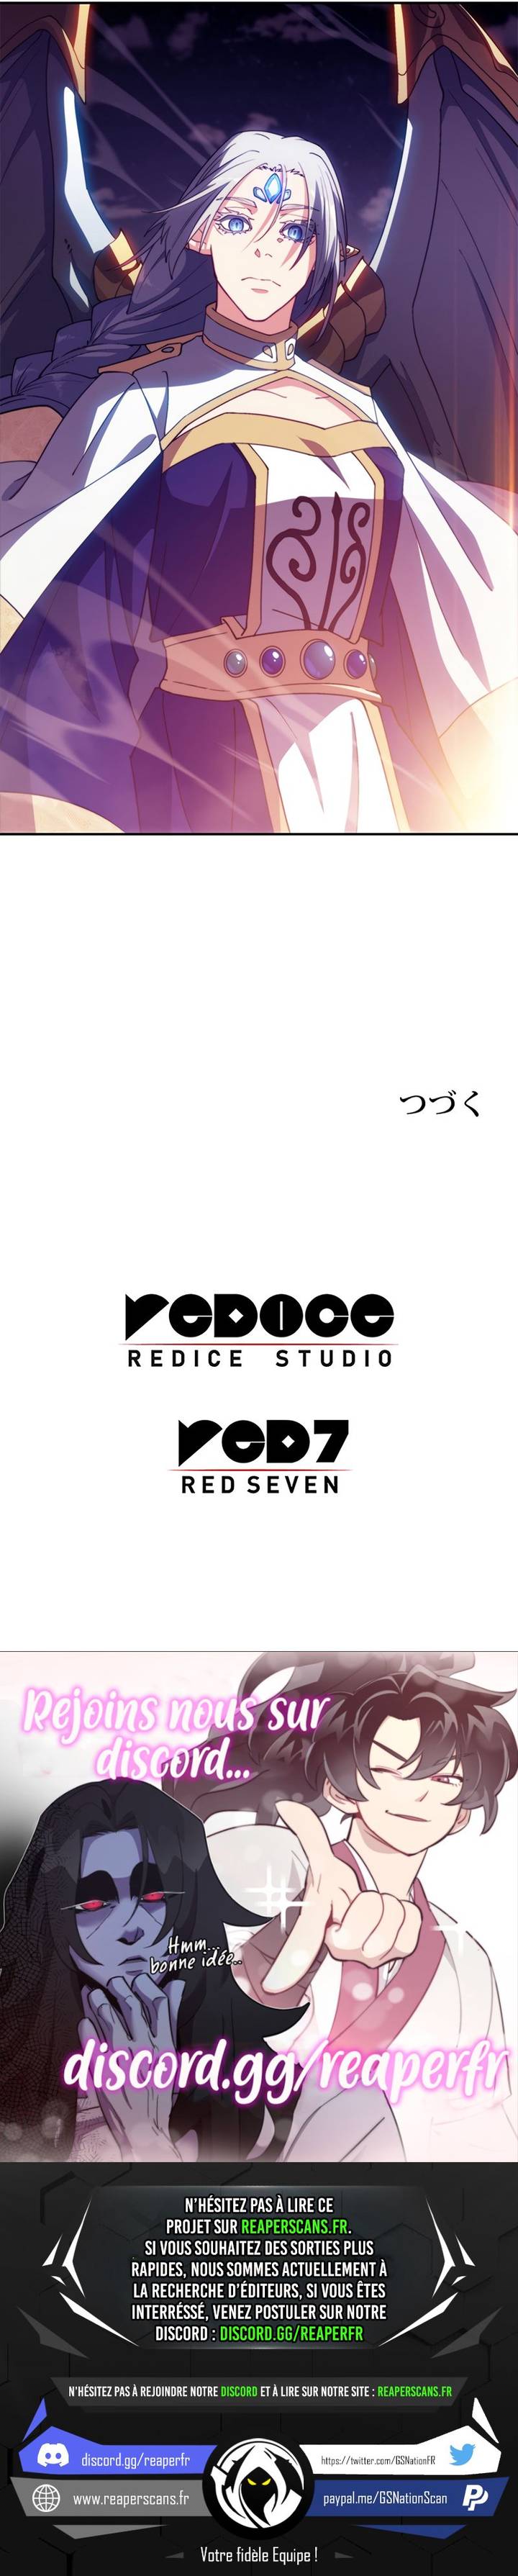 つづく
REDICE
REDICE STUDIO
RED7
RED SEVEN
Rejoins nous sur
discord...
Hmm...
bonne idée..
discord.gg/reaperfr
N'HÉSITEZ PAS À LIRE CE
PROJET SUR REAPERSCANS.FR.
SI VOUS SOUHAITEZ DES SORTIES PLUS
RAPIDES, NOUS SOMMES ACTUELLEMENT À
LA RECHERCHE D'ÉDITEURS, SI VOUS ÊTES
INTERRÉSSÉ, VENEZ POSTULER SUR NOTRE
DISCORD : DISCORD.GG/REAPERFR
N'HÉSITEZ PAS À REJOINDRE NOTRE DISCORD ET À LIRE SUR NOTRE SITE : REAPERSCANS.FR
discord.gg/reaperfr
https://twitter.com/GSNationFR
www.reaperscans.fr
paypal.me/GSNationScan
Votre fidèle Equipe !